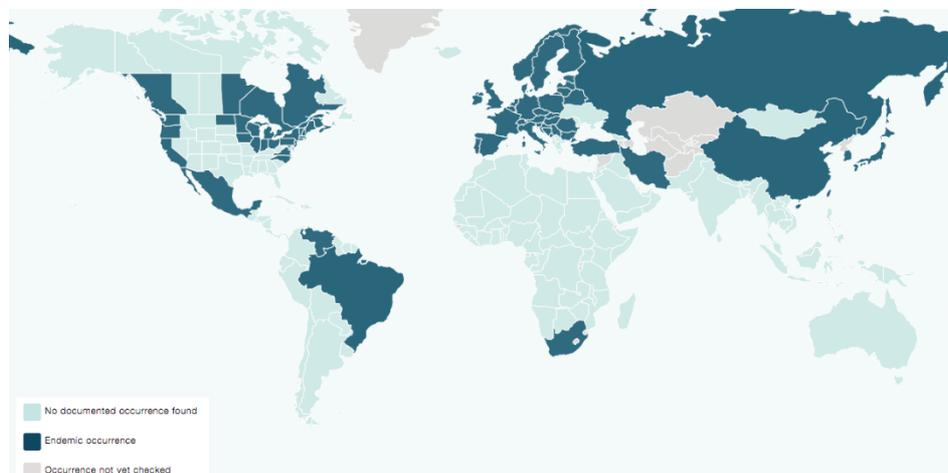 No documented occurrence found
Endemic occurrence
Occurrence not yet checked